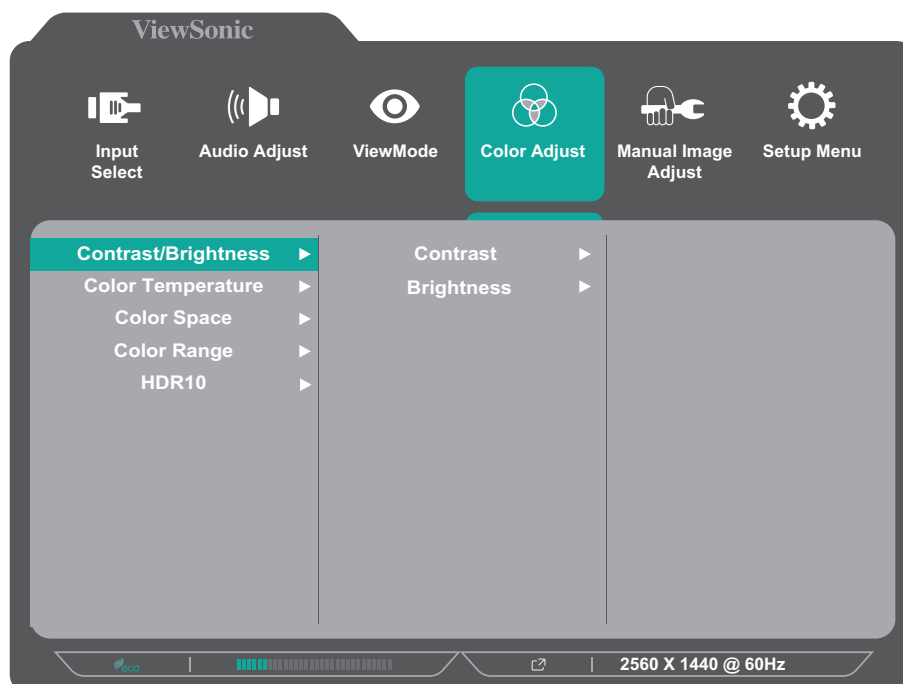 ViewSonic
Input
Select
Audio Adjust
ViewMode
Color Adjust
Manual Image
Adjust
Setup Menu
Contrast/Brightness
Color Temperature
Color Space
Color Range
HDR10
Contrast
Brightness
eco
2560 X 1440 @ 60Hz